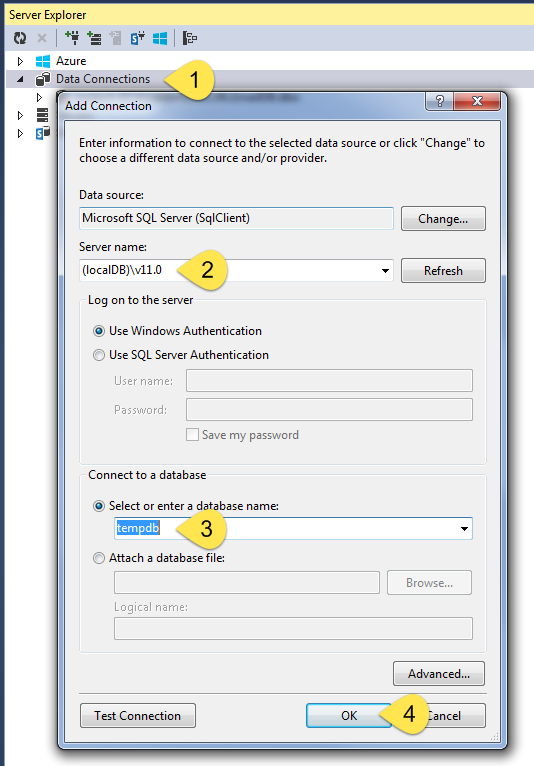 Server Explorer
Azure
Data Connections
1
Add Connection
?
Enter information to connect to the selected data source or click "Change" to
choose a different data source and/or provider.
Data source:
Microsoft SQL Server (SqlClient)
Change...
Server name:
(localDB)\v11.0
2
Refresh
Log on to the server
Use Windows Authentication
Use SQL Server Authentication
User name:
Password:
Save my password
Connect to a database
Select or enter a database name:
tempdb
3
Attach a database file:
Browse...
Logical name:
Advanced...
Test Connection
OK
4
Cancel